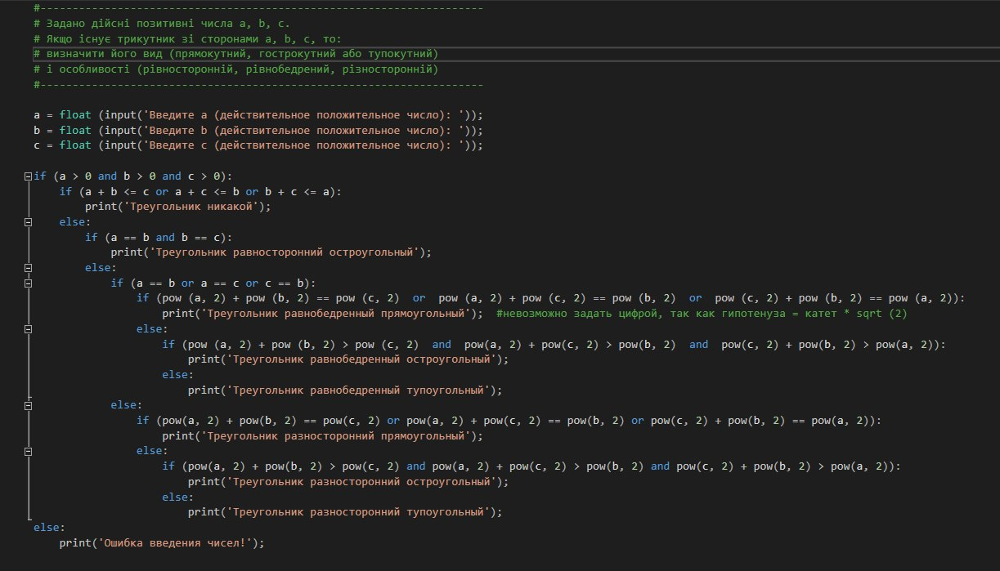 #---------------------------------------------------------------------
# Задано дійсні позитивні числа a, b, c.
# Якщо існує трикутник зі сторонами a, b, c, то:
# визначити його вид (прямокутний, гострокутний або тупокутний)
# і особливості (рівносторонній, рівнобедрений, різносторонній)
#---------------------------------------------------------------------
a = float (input('Введите a (действительное положительное число): '));
b = float (input('Введите b (действительное положительное число): '));
c = float (input('Введите c (действительное положительное число): '));
if (a > 0 and b > 0 and c > 0):
    if (a + b <= c or a + c <= b or b + c <= a):
        print('Треугольник никакой');
    else:
        if (a == b and b == c):
            print('Треугольник равносторонний остроугольный');
        else:
            if (a == b or a == c or c == b):
                if (pow (a, 2) + pow (b, 2) == pow (c, 2)  or  pow (a, 2) + pow (c, 2) == pow (b, 2)  or  pow (c, 2) + pow (b, 2) == pow (a, 2)):
                    print('Треугольник равнобедренный прямоугольный');  #невозможно задать цифрой, так как гипотенуза = катет * sqrt (2)
                else:
                    if (pow (a, 2) + pow (b, 2) > pow (c, 2)  and  pow(a, 2) + pow(c, 2) > pow(b, 2)  and  pow(c, 2) + pow(b, 2) > pow(a, 2)):
                        print('Треугольник равнобедренный остроугольный');
                    else:
                        print('Треугольник равнобедренный тупоугольный');
            else:
                if (pow(a, 2) + pow(b, 2) == pow(c, 2) or pow(a, 2) + pow(c, 2) == pow(b, 2) or pow(c, 2) + pow(b, 2) == pow(a, 2)):
                    print('Треугольник разносторонний прямоугольный');
                else:
                    if (pow(a, 2) + pow(b, 2) > pow(c, 2) and pow(a, 2) + pow(c, 2) > pow(b, 2) and pow(c, 2) + pow(b, 2) > pow(a, 2)):
                        print('Треугольник разносторонний остроугольный');
                    else:
                        print('Треугольник разносторонний тупоугольный');
else:
    print('Ошибка введения чисел!');